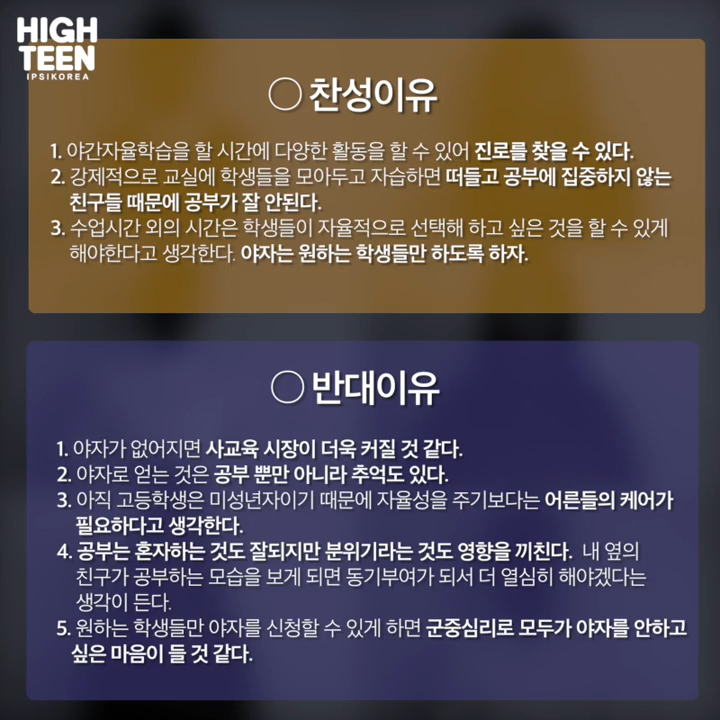 HIGH
TEEN
IPSIKOREA
○ 찬성이유
1. 야간자율학습을 할 시간에 다양한 활동을 할 수 있어 진로를 찾을 수 있다.
2. 강제적으로 교실에 학생들을 모아두고 자습하면 떠들고 공부에 집중하지 않는
친구들 때문에 공부가 잘 안된다.
3. 수업시간 외의 시간은 학생들이 자율적으로 선택해 하고 싶은 것을 할 수 있게
해야한다고 생각한다. 야자는 원하는 학생들만 하도록 하자.
○ 반대이유
1. 야자가 없어지면 사교육 시장이 더욱 커질 것 같다.
2. 야자로 얻는 것은 공부 뿐만 아니라 추억도 있다.
3. 아직 고등학생은 미성년자이기 때문에 자율성을 주기보다는 어른들의 케어가
필요하다고 생각한다.
4. 공부는 혼자하는 것도 잘되지만 분위기라는 것도 영향을 끼친다. 내 옆의
친구가 공부하는 모습을 보게 되면 동기부여가 되서 더 열심히 해야겠다는
생각이 든다.
5. 원하는 학생들만 야자를 신청할 수 있게 하면 군중심리로 모두가 야자를 안하고
싶은 마음이 들 것 같다.